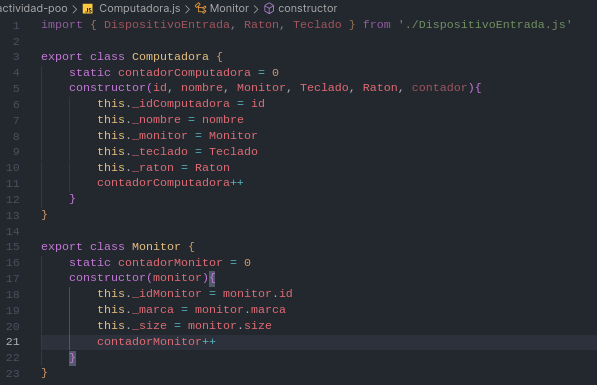 actividad-poo > JS Computadora.js > Monitor > constructor
1 import { DispositivoEntrada, Raton, Teclado } from './DispositivoEntrada.js'
2
3 export class Computadora {
4 static contadorComputadora = 0
5 constructor(id, nombre, Monitor, Teclado, Raton, contador){
6 this._idComputadora = id
7 this._nombre = nombre
8 this._monitor = Monitor
9 this._teclado = Teclado
10 this._raton = Raton
11 contadorComputadora++
12 }
13 }
14
15 export class Monitor {
16 static contadorMonitor = 0
17 constructor(monitor){
18 this._idMonitor = monitor.id
19 this._marca = monitor.marca
20 this._size = monitor.size
21 contadorMonitor++
22 }
23 }